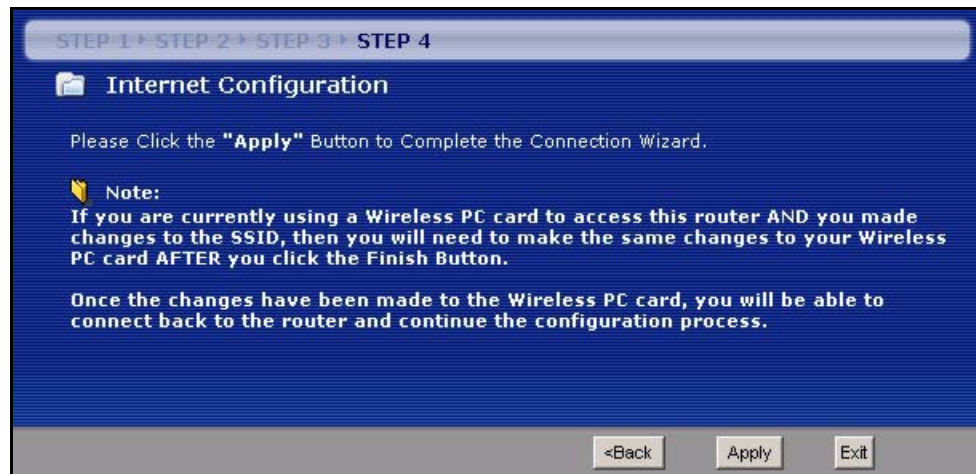 STEP 1 ▸ STEP 2 ▸ STEP 3 ▸ STEP 4
Internet Configuration
Please Click the "Apply" Button to Complete the Connection Wizard.
Note:
If you are currently using a Wireless PC card to access this router AND you made
changes to the SSID, then you will need to make the same changes to your Wireless
PC card AFTER you click the Finish Button.
Once the changes have been made to the Wireless PC card, you will be able to
connect back to the router and continue the configuration process.
<Back Apply Exit